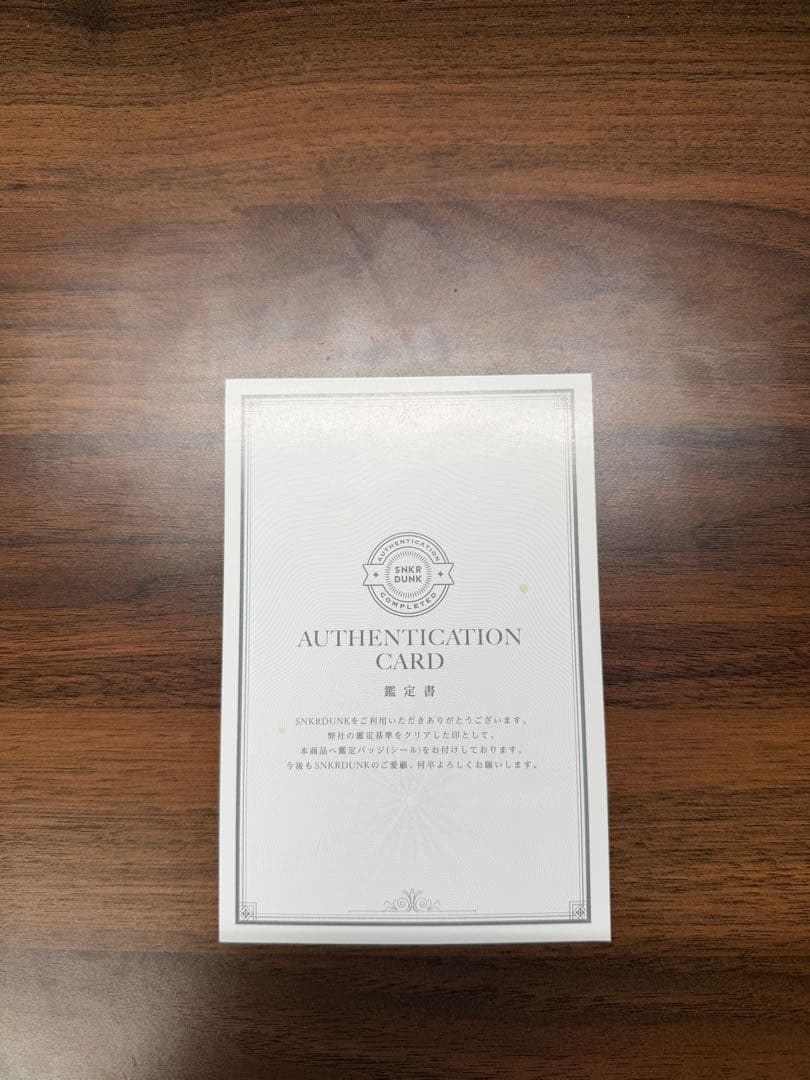 AUTHENTICATION
SNKR
DUNK
COMPLETED
AUTHENTICATION
CARD
鑑定書
SNKRDUNKをご利用いただきありがとうございます。
弊社の鑑定基準をクリアした印として、
本商品へ鑑定バッジ(シール)をお付けしております。
今後もSNKRDUNKのご愛顧、何卒よろしくお願いします。